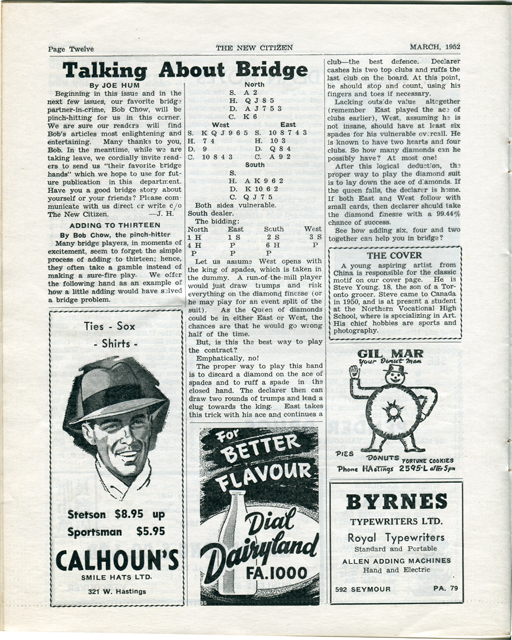 Page Twelve
THE NEW CITIZEN
MARCH, 1952
Talking About Bridge
By JOE HUM
Beginning in this issue and in the
next few issues, our favorite bridge
partner-in-crime, Bob Chow, will be
pinch-hitting for us in this corner.
We are sure our readers will find
Bob's articles most enlightening and
entertaining. Many thanks to you,
Bob. In the meantime, while we are
taking leave, we cordially invite read-
ers to send us "their favorite bridge
hands" which we hope to use for fut-
ure publication in this department.
Have you a good bridge story about
yourself or your friends? Please com-
municate with us direct or write c/o
The New Citizen. —J. H.
ADDING TO THIRTEEN
By Bob Chow, the pinch-hitter
Many bridge players, in moments of
excitement, seem to forget the simple
process of adding to thirteen; hence,
they often take a gamble instead of
making a sure-fire play. We offer
the following hand as an example of
how a little adding would have solved
a bridge problem.
North
S. A 2
H. Q J 8 5
D. A J 7 5 3
C. K 6
West East
S. K Q J 9 6 5 S. 10 8 7 4 3
H. 7 4 H. 10 3
D. 9 D. Q 8 4
C. 10 8 4 3 C. A 9 2
South
S.
H. A K 9 6 2
D. K 10 6 2
C. Q J 7 5
Both sides vulnerable.
South dealer.
The bidding:
North East South West
1 H 1 S 2 S 3 S
4 H P 6 H P
P P
Let us assume West opens with
the king of spades, which is taken in
the dummy. A run-of-the-mill player
would just draw trumps and risk
everything on the diamond finesse (or
he may play for an event split of the
suit). As the Queen of diamonds
could be in either East or West, the
chances are that he would go wrong
half of the time.
But, is this the best way to play
the contract?
Emphatically, no!
The proper way to play this hand
is to discard a diamond on the ace of
spades and to ruff a spade in the
closed hand. The declarer then can
draw two rounds of trumps and lead a
club towards the king. East takes
this trick with his ace and continues a
club—the best defence. Declarer
cashes his two top clubs and ruffs the
last club on the board. At this point,
he should stop and count, using his
fingers and toes if necessary.
Lacking outside value altogether
(remember East played the ace of
clubs earlier), West, assuming he is
not insane, should have at least six
spades for his vulnerable overcall. He
is known to have two hearts and four
clubs. So how many diamonds can he
possibly have? At most one!
After this logical deduction, the
proper way to play the diamond suit
is to lay down the ace of diamonds. If
the queen falls, the declarer is home.
If both East and West follow with
small cards, then declarer should take
the diamond finesse with a 99.44%
chance of success.
See how adding six, four and two
together can help you in bridge?
THE COVER
A young aspiring artist from
China is responsible for the classic
motif on our cover page. He is
Steve Young, 18, the son of a Tor-
onto grocer. Steve came to Canada
in 1950, and is at present a student
at the Northern Vocational High
School, where is specializing in Art.
His chief hobbies are sports and
photography.
Ties - Sox
- Shirts -
Stetson $8.95 up
Sportsman $5.95
CALHOUN'S
SMILE HATS LTD.
321 W. Hastings
For
BETTER
FLAVOUR
Dial
Dairyland
FA.1000
GIL MAR
Your Donut Man
PIES DONUTS FORTUNE COOKIES
Phone HAstings 2595-L after 5pm
BYRNES
TYPEWRITERS LTD.
Royal Typewriters
Standard and Portable
ALLEN ADDING MACHINES
Hand and Electric
592 SEYMOUR PA. 79